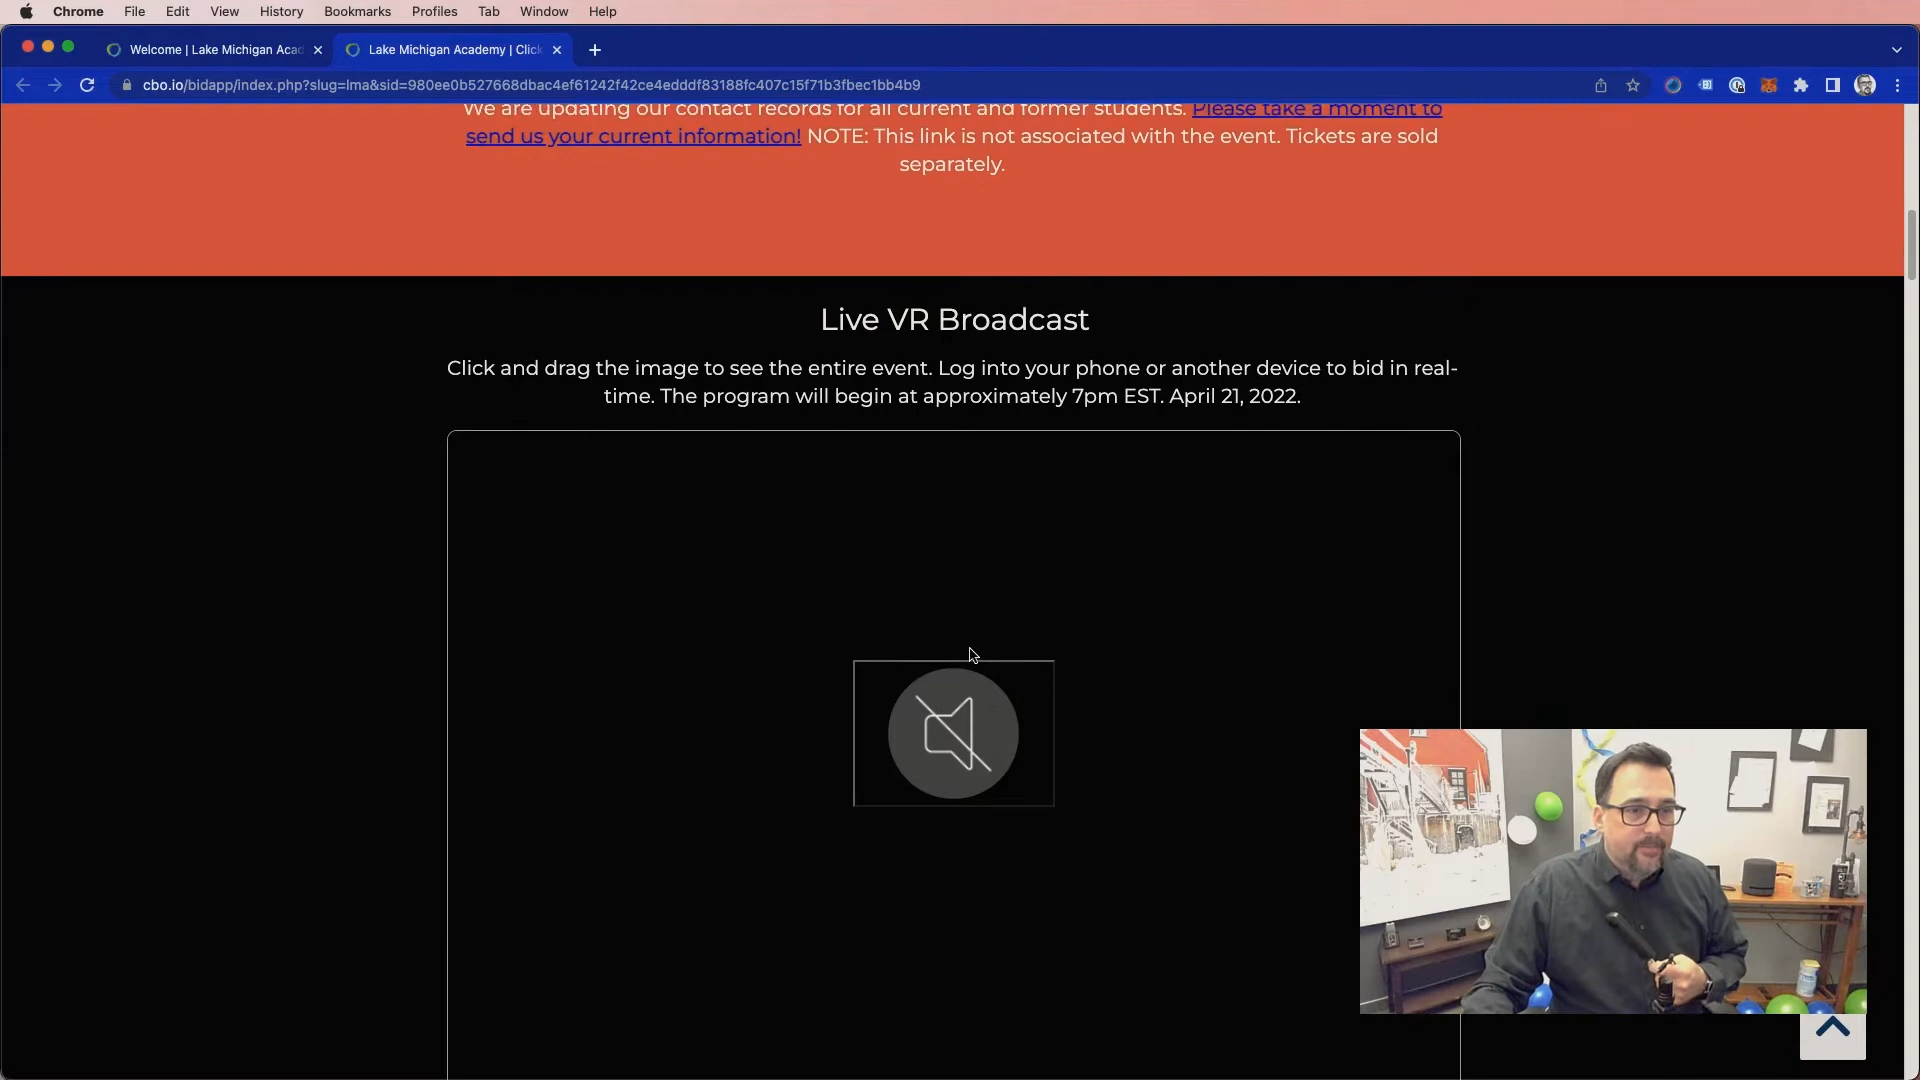 Chrome File Edit View History Bookmarks Profiles Tab Window Help
Welcome | Lake Michigan Acad
Lake Michigan Academy | Click
cbo.io/bidapp/index.php?slug=lma&sid=980ee0b527668dbac4ef61242f42ce4edddf83188fc407c15f71b3fbec1bb4b9
We are updating our contact records for all current and former students. Please take a moment to
send us your current information! NOTE: This link is not associated with the event. Tickets are sold
separately.
Live VR Broadcast
Click and drag the image to see the entire event. Log into your phone or another device to bid in real-
time. The program will begin at approximately 7pm EST. April 21, 2022.